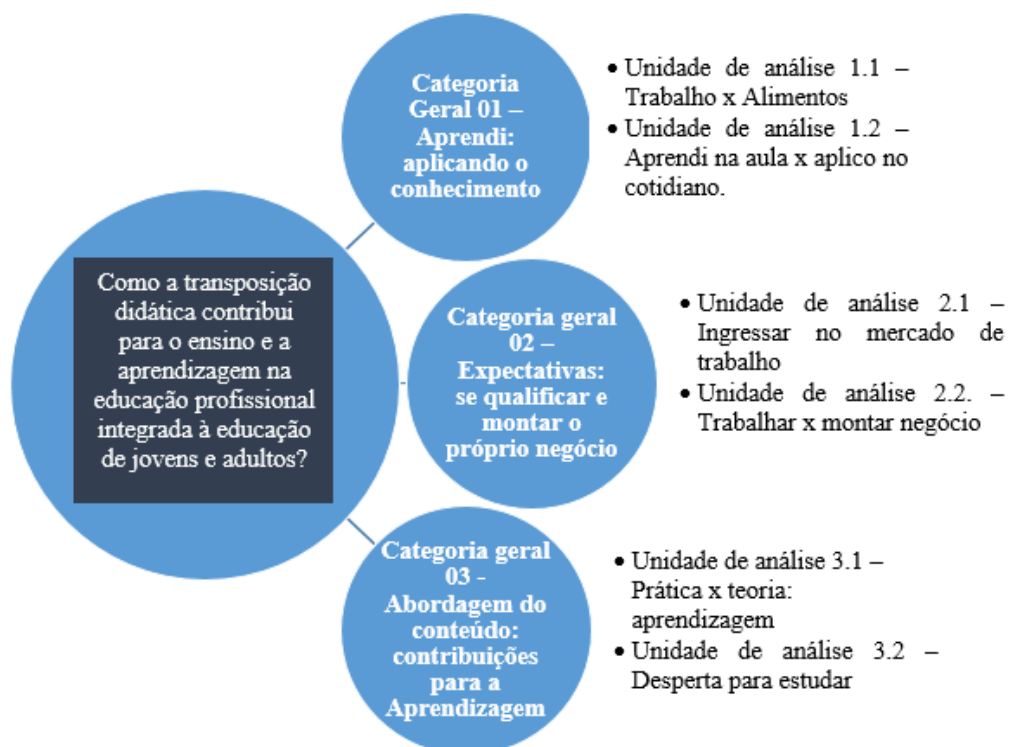 Como a transposição
didática contribui
para o ensino e a
aprendizagem na
educação profissional
integrada à educação
de jovens e adultos?
Categoria
Geral 01 –
Aprendi:
aplicando o
conhecimento
• Unidade de análise 1.1 –
Trabalho x Alimentos
• Unidade de análise 1.2 –
Aprendi na aula x aplico no
cotidiano.
Categoria geral
02 –
Expectativas:
se qualificar e
montar o
próprio negócio
• Unidade de análise 2.1 –
Ingressar no mercado de
trabalho
• Unidade de análise 2.2. –
Trabalhar x montar negócio
Categoria geral
03 -
Abordagem do
conteúdo:
contribuições
para a
Aprendizagem
• Unidade de análise 3.1 –
Prática x teoria:
aprendizagem
• Unidade de análise 3.2 –
Desperta para estudar